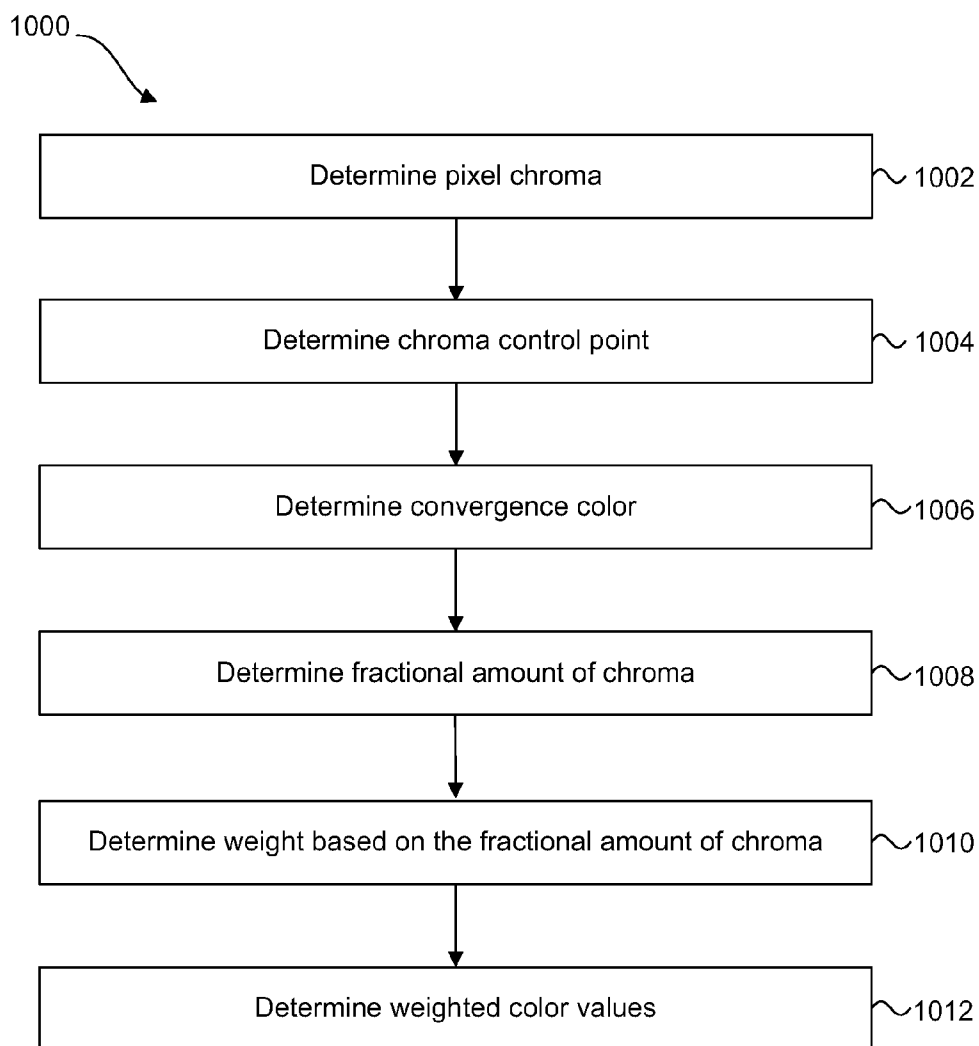 1000
Determine pixel chroma
1002
Determine chroma control point
1004
Determine convergence color
1006
Determine fractional amount of chroma
1008
Determine weight based on the fractional amount of chroma
1010
Determine weighted color values
1012